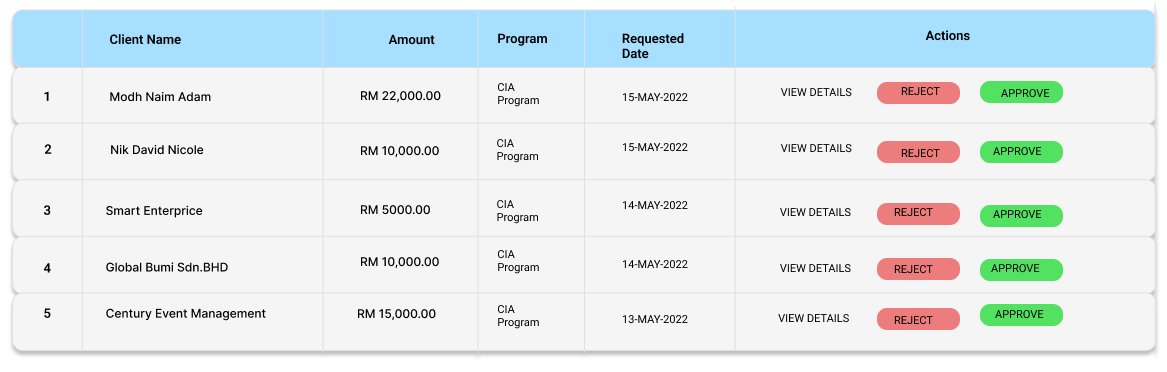 Client Name Amount Program Requested
Date Actions
1 Modh Naim Adam RM 22,000.00 CIA
Program 15-MAY-2022 VIEW DETAILS REJECT APPROVE
2 Nik David Nicole RM 10,000.00 CIA
Program 15-MAY-2022 VIEW DETAILS REJECT APPROVE
3 Smart Enterprice RM 5000.00 CIA
Program 14-MAY-2022 VIEW DETAILS REJECT APPROVE
4 Global Bumi Sdn.BHD RM 10,000.00 CIA
Program 14-MAY-2022 VIEW DETAILS REJECT APPROVE
5 Century Event Management RM 15,000.00 CIA
Program 13-MAY-2022 VIEW DETAILS REJECT APPROVE